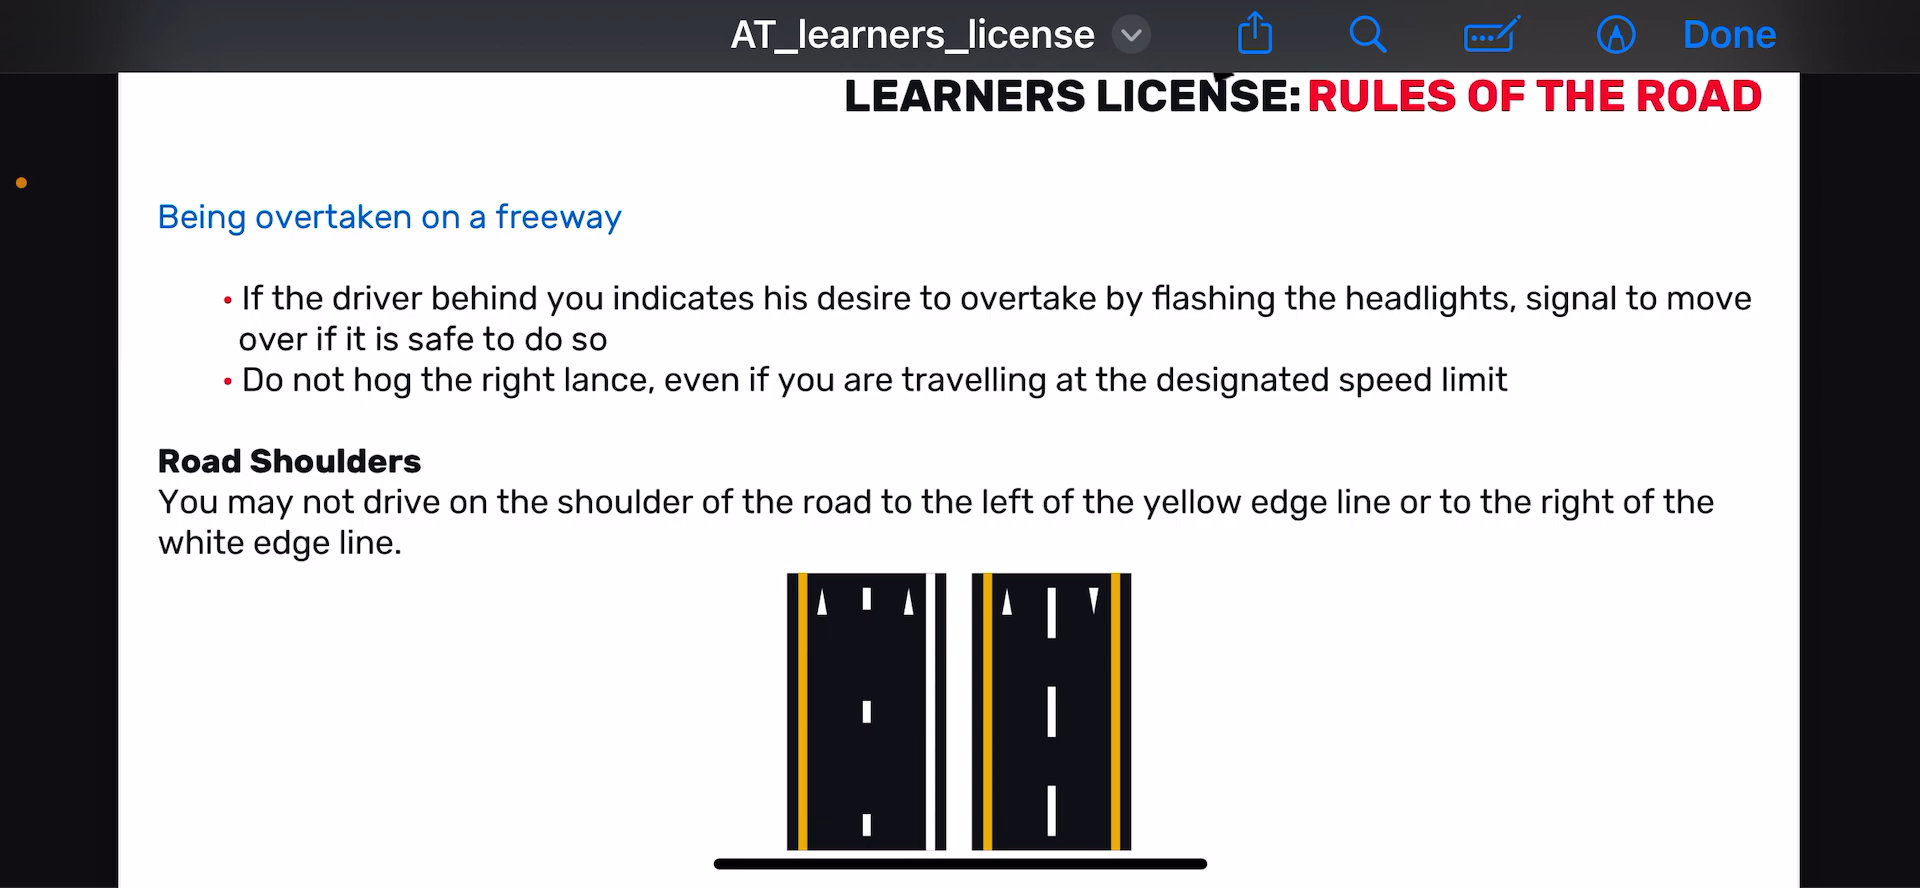 AT_learners_license
Done
LEARNERS LICENSE: RULES OF THE ROAD
Being overtaken on a freeway
• If the driver behind you indicates his desire to overtake by flashing the headlights, signal to move
over if it is safe to do so
• Do not hog the right lance, even if you are travelling at the designated speed limit
Road Shoulders
You may not drive on the shoulder of the road to the left of the yellow edge line or to the right of the
white edge line.